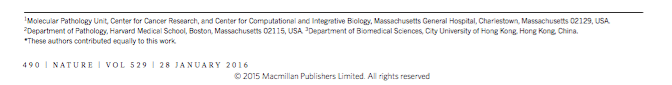 ¹Molecular Pathology Unit, Center for Cancer Research, and Center for Computational and Integrative Biology, Massachusetts General Hospital, Charlestown, Massachusetts 02129, USA.
²Department of Pathology, Harvard Medical School, Boston, Massachusetts 02115, USA. ³Department of Biomedical Sciences, City University of Hong Kong, Hong Kong, China.
*These authors contributed equally to this work.
490 | NATURE | VOL 529 | 28 JANUARY 2016
© 2015 Macmillan Publishers Limited. All rights reserved